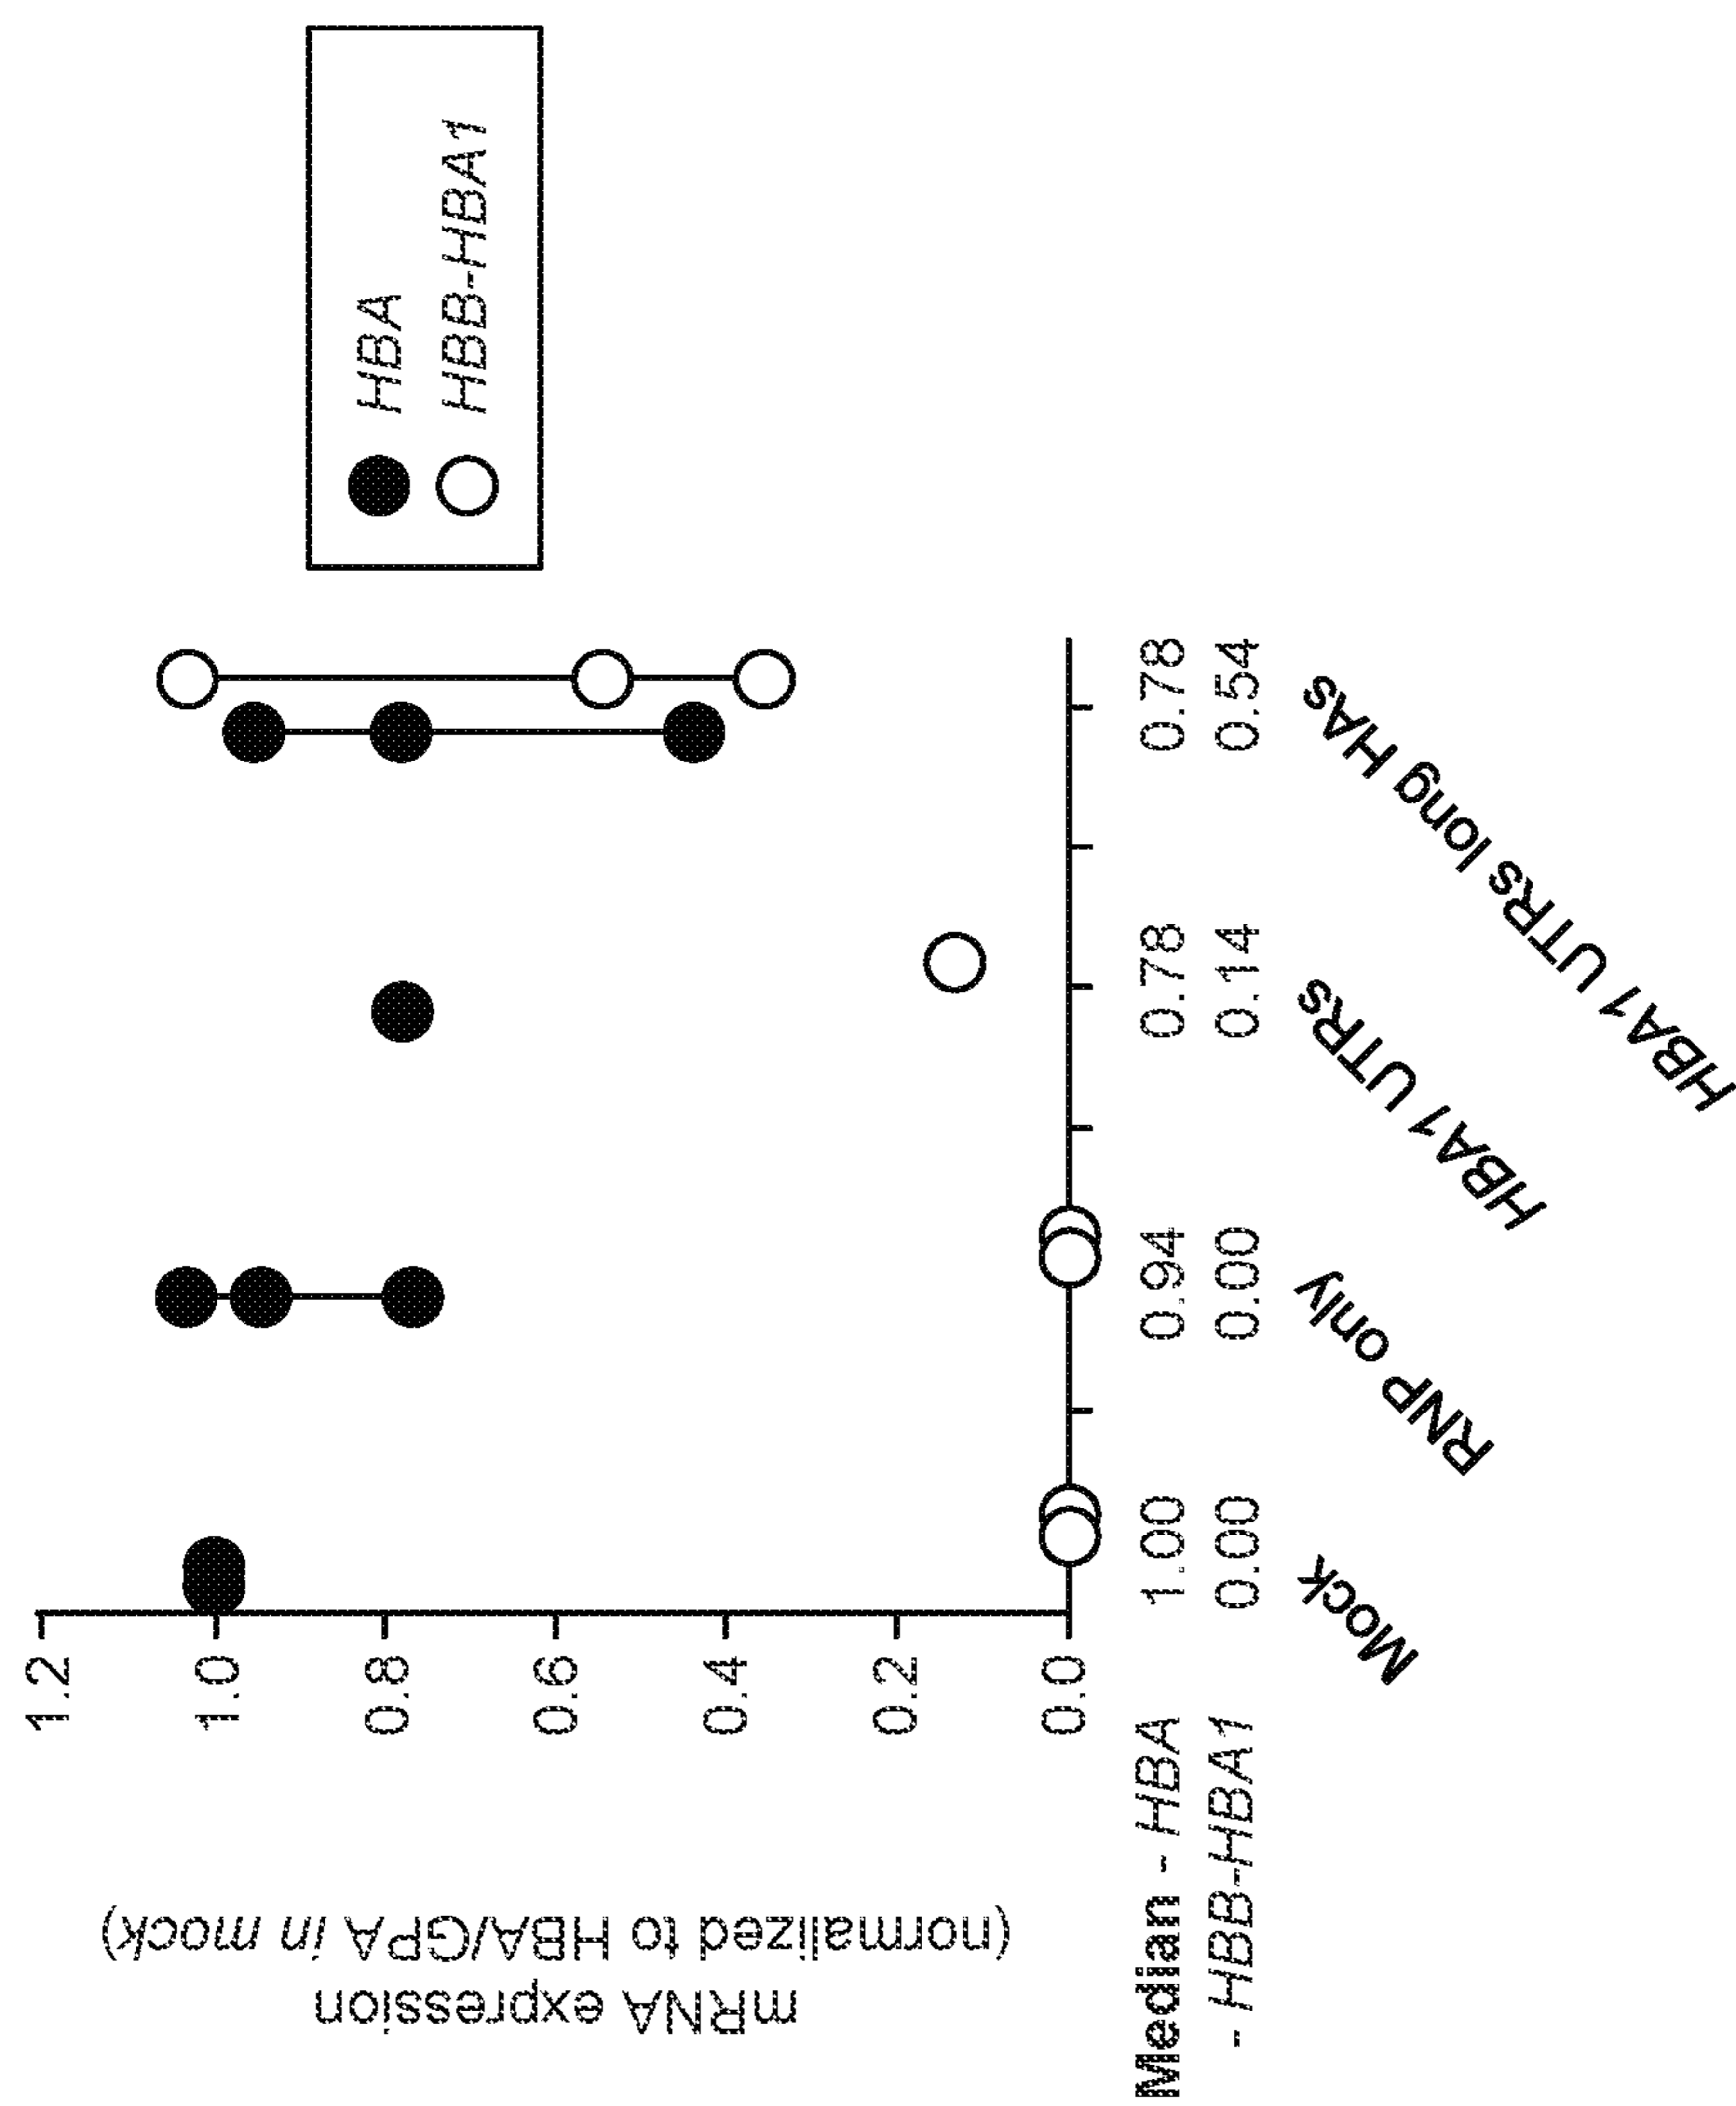 mRNA expression
(normalized to HBA/GPA in mock)
1.2
1.0
0.8
0.6
0.4
0.2
0.0
HBA
HBB-HBA1
Median - HBA 1.00 0.94 0.78 0.78
- HBB-HBA1 0.00 0.00 0.14 0.54
Mock
RNP only
HBA1 UTRs
HBA1 UTRs long HAs